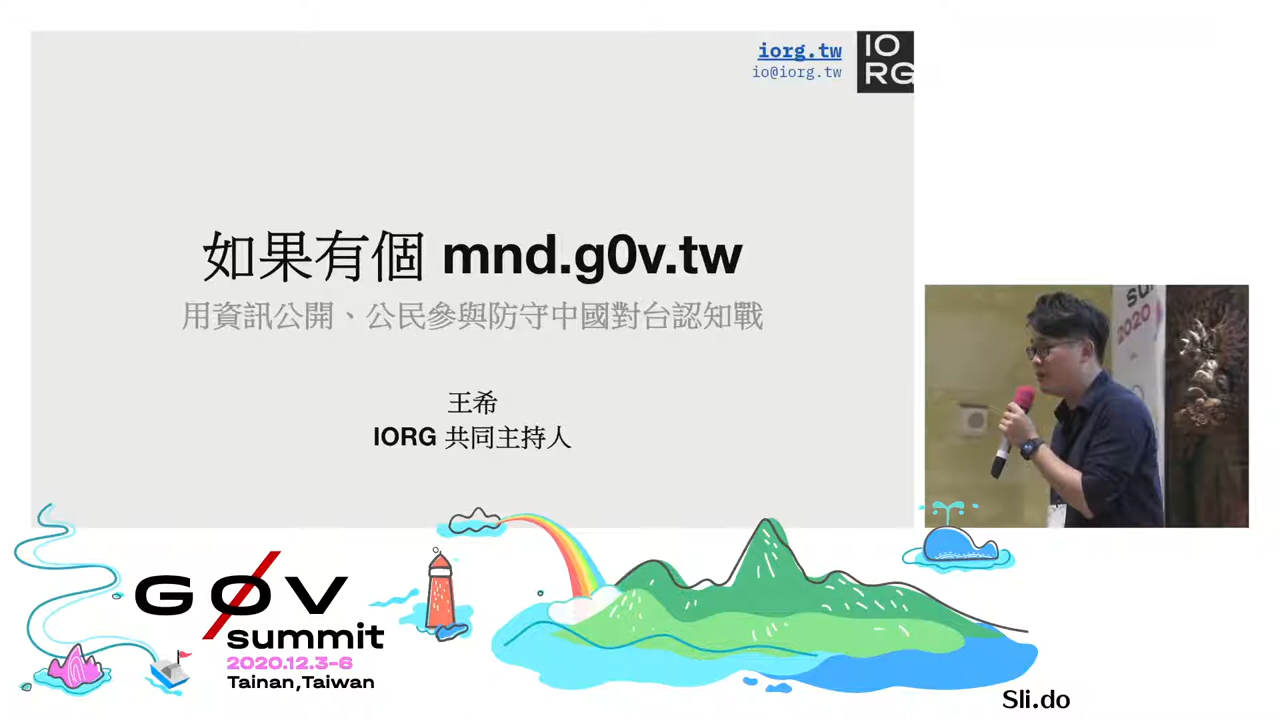 iorg.tw
io@iorg.tw
IO
RG
如果有個 mnd.g0v.tw
用資訊公開、公民參與防守中國對台認知戰
王希
IORG 共同主持人
2020
G0V
summit
2020.12.3-6
Tainan,Taiwan
Sli.do